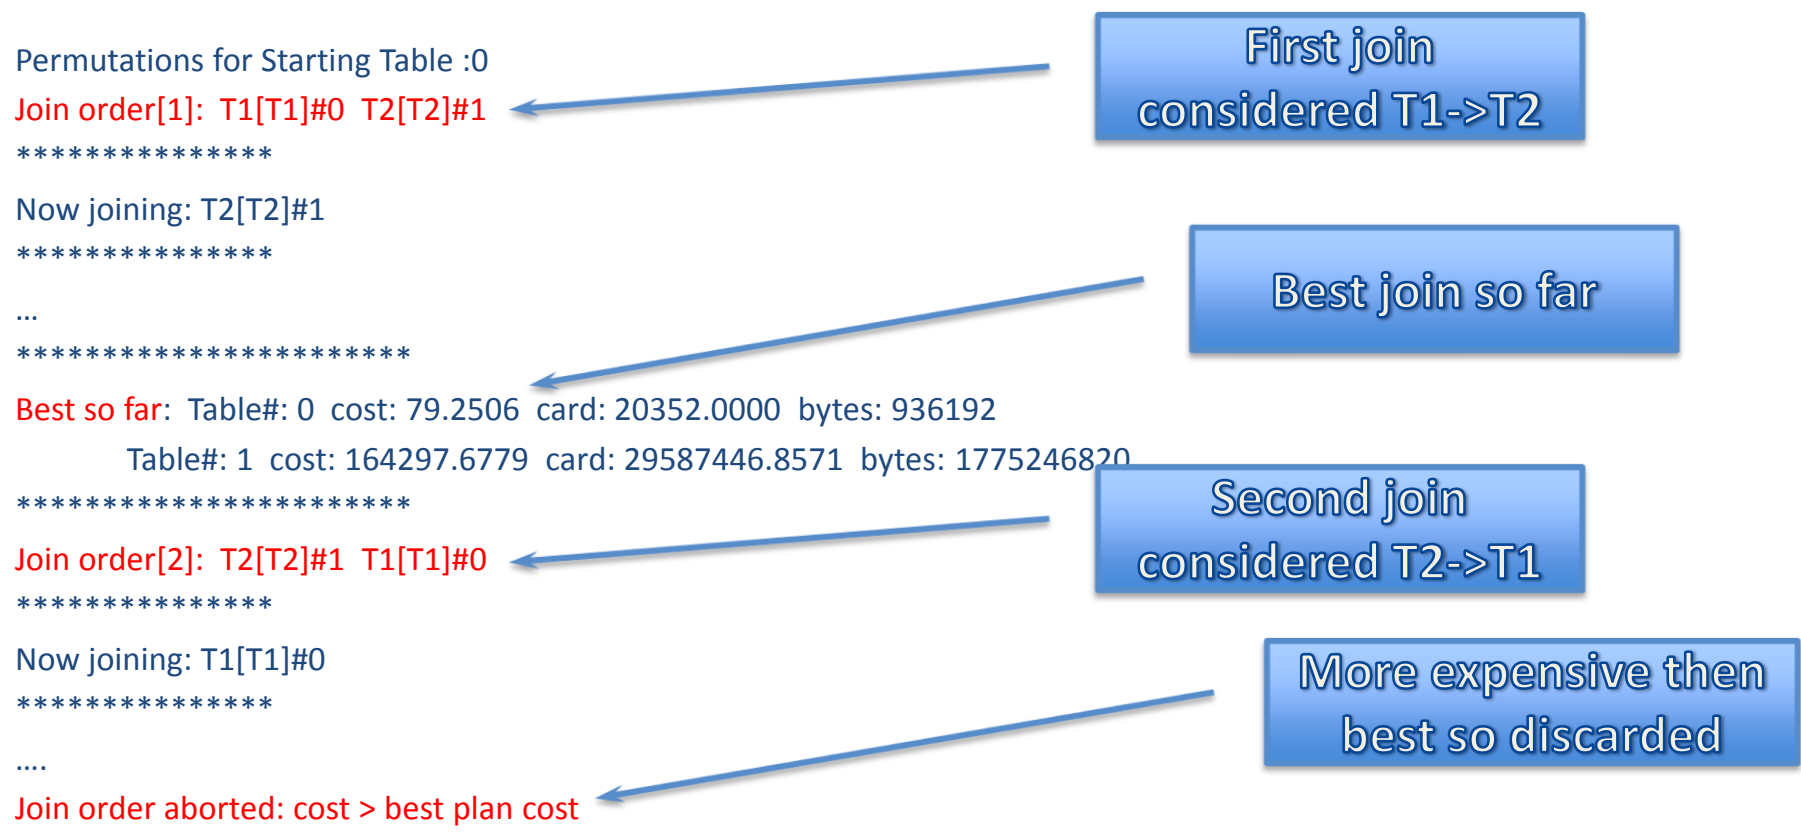 Permutations for Starting Table :0
Join order[1]:  T1[T1]#0  T2[T2]#1
***************
Now joining: T2[T2]#1
***************
...
***********************
Best so far:  Table#: 0  cost: 79.2506  card: 20352.0000  bytes: 936192
Table#: 1  cost: 164297.6779  card: 29587446.8571  bytes: 1775246820
***********************
Join order[2]:  T2[T2]#1  T1[T1]#0
***************
Now joining: T1[T1]#0
***************
....
Join order aborted: cost > best plan cost
First join
considered T1->T2
Best join so far
Second join
considered T2->T1
More expensive then
best so discarded